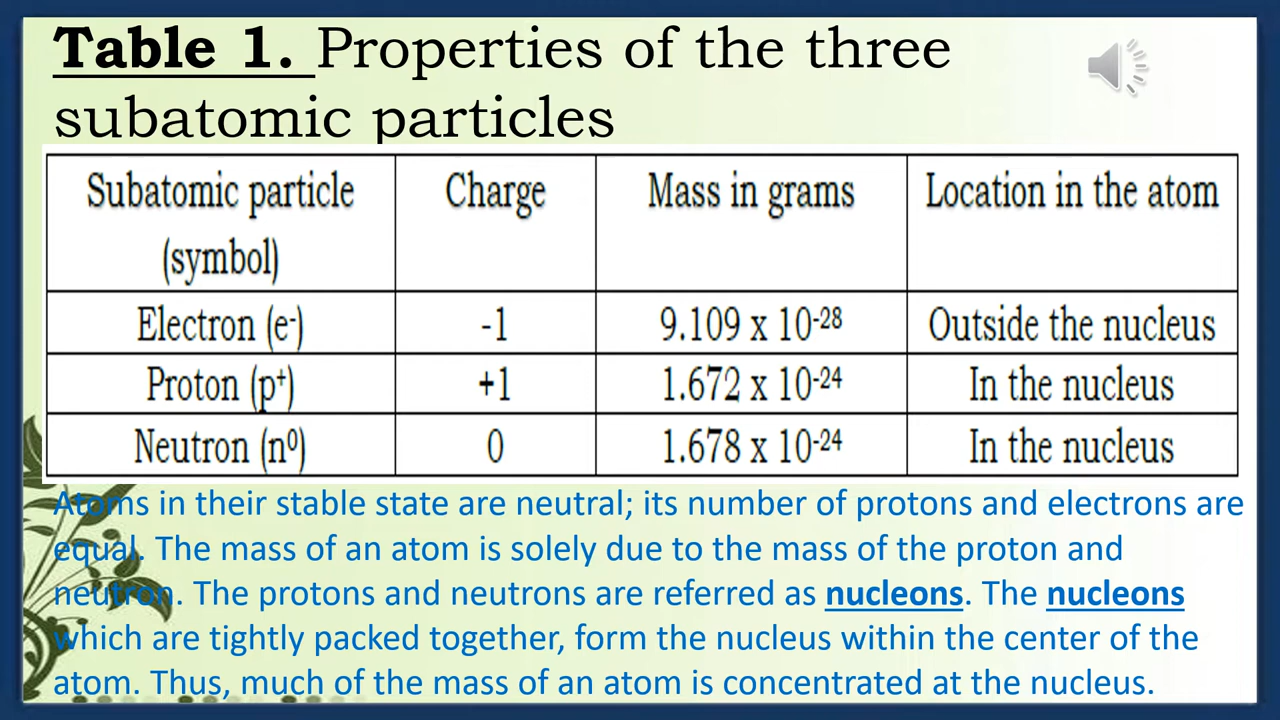 Table 1. Properties of the three
subatomic particles
Subatomic particle (symbol) Charge Mass in grams Location in the atom
Electron (e⁻) -1 9.109 x 10⁻²⁸ Outside the nucleus
Proton (p⁺) +1 1.672 x 10⁻²⁴ In the nucleus
Neutron (n⁰) 0 1.678 x 10⁻²⁴ In the nucleus
Atoms in their stable state are neutral; its number of protons and electrons are
equal. The mass of an atom is solely due to the mass of the proton and
neutron. The protons and neutrons are referred as nucleons. The nucleons
which are tightly packed together, form the nucleus within the center of the
atom. Thus, much of the mass of an atom is concentrated at the nucleus.